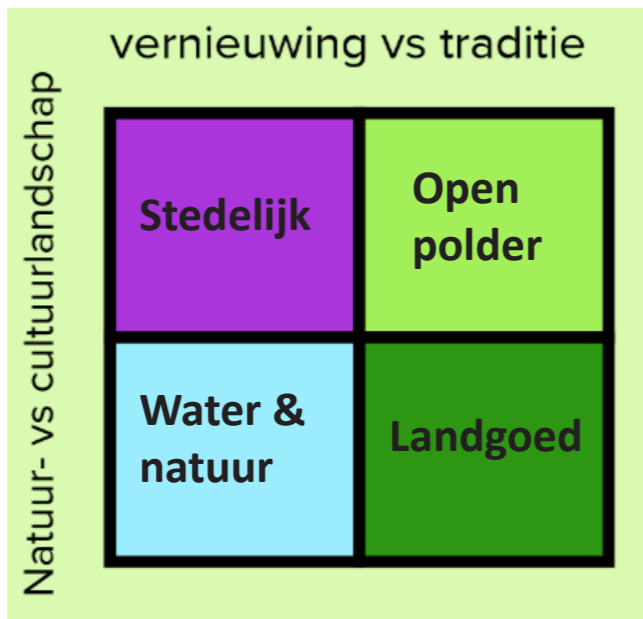 vernieuwing vs traditie
Natuur- vs cultuurlandschap
Stedelijk
Open
polder
Water &
natuur
Landgoed